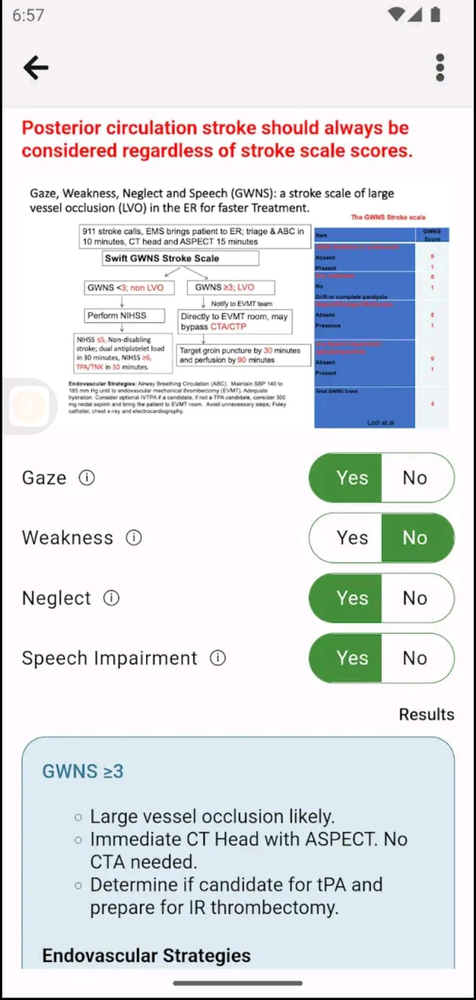 6:57
Posterior circulation stroke should always be
considered regardless of stroke scale scores.
Gaze, Weakness, Neglect and Speech (GWNS): a stroke scale of large
vessel occlusion (LVO) in the ER for faster Treatment.
911 stroke calls, EMS brings patient to ER; triage & ABC in
10 minutes, CT head and ASPECT 15 minutes
Swift GWNS Stroke Scale
GWNS <3; non LVO
GWNS ≥3; LVO
Notify to EVMT team
Perform NIHSS
Directly to EVMT room, may
bypass CTA/CTP
NIHSS ≤5, Non-disabling
stroke; dual antiplatelet load
in 30 minutes, NIHSS ≥6,
TPA/TNK in 30 minutes.
Target groin puncture by 30 minutes
and perfusion by 90 minutes
Endovascular Strategies: Airway Breathing Circulation (ABC). Maintain SBP 140 to
185 mm Hg until to endovascular mechanical thrombectomy (EVMT). Adequate
hydration. Consider optional IVTPA if a candidate, if not a TPA candidate, consider 300
mg rectal aspirin and bring the patient to EVMT room. Avoid unnecessary steps; Foley
catheter, chest x-ray and electrocardiography.
The GWNS Stroke scale
Item GWNS
Score
Absent 0
Present 1
0
No 1
Drift or complete paralysis
Absent 0
Presence 1
0
Absent 1
Present
Total GWNS Score
4
Lodi et.al
Gaze Yes No
Weakness Yes No
Neglect Yes No
Speech Impairment Yes No
Results
GWNS ≥3
Large vessel occlusion likely.
Immediate CT Head with ASPECT. No
CTA needed.
Determine if candidate for tPA and
prepare for IR thrombectomy.
Endovascular Strategies